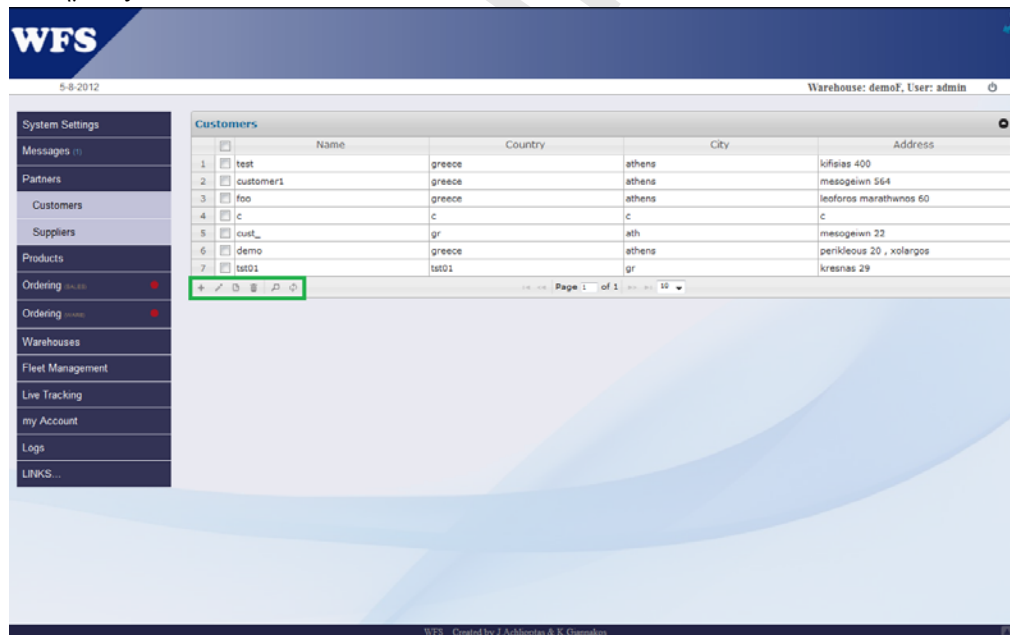 WFS
5-8-2012
Warehouse: demoF, User: admin
System Settings
Messages (1)
Partners
Customers
Suppliers
Products
Ordering (SALES)
Ordering
Warehouses
Fleet Management
Live Tracking
my Account
Logs
LINKS...
Customers
Name Country City Address
1 test greece athens kifisias 400
2 customer1 greece athens mesogeiwn 564
3 foo greece athens leoforos marathwnos 60
4 c c c c
5 cust_ gr ath mesogeiwn 22
6 demo greece athens perikleous 20 , xolargos
7 tst01 tst01 gr kresnas 29
Page 1 of 1 10
WFS Created by J Achlioptas & K Giannakos